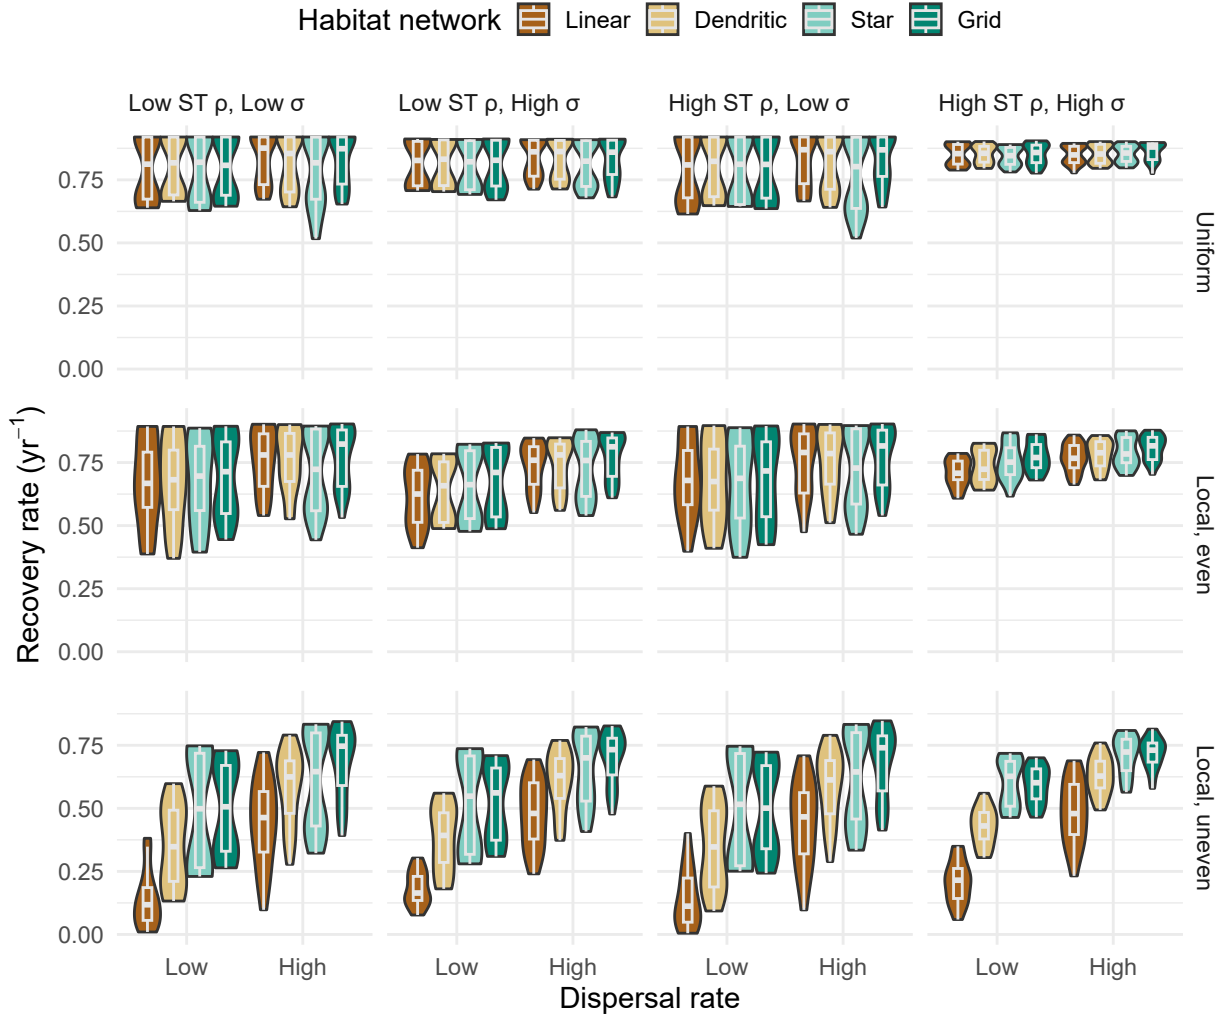 Habitat network Linear Dendritic Star Grid
Low ST ρ, Low σ
Low ST ρ, High σ
High ST ρ, Low σ
High ST ρ, High σ
0.75
0.50
0.25
0.00
Uniform
0.75
0.50
0.25
0.00
Local, even
0.75
0.50
0.25
0.00
Local, uneven
Recovery rate (yr⁻¹)
Low High
Low High
Low High
Low High
Dispersal rate